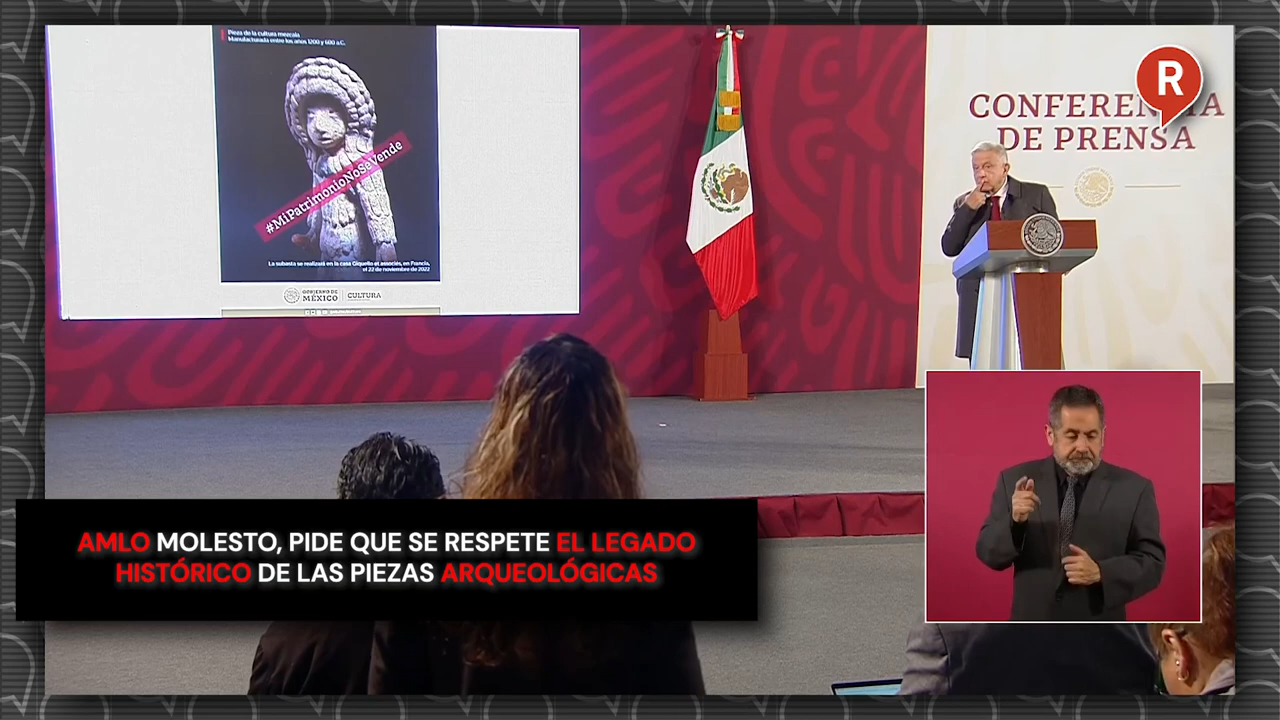 Pieza de la cultura mezcala
Manufacturada entre los años 1200 y 600 a.C.
#MiPatrimonioNoSeVende
La subasta se realizará en la casa Giquello et associés, en Francia,
el 22 de noviembre de 2022
GOBIERNO DE
MÉXICO
CULTURA
R
CONFERENCIA
DE PRENSA
AMLO MOLESTO, PIDE QUE SE RESPETE EL LEGADO
HISTÓRICO DE LAS PIEZAS ARQUEOLÓGICAS